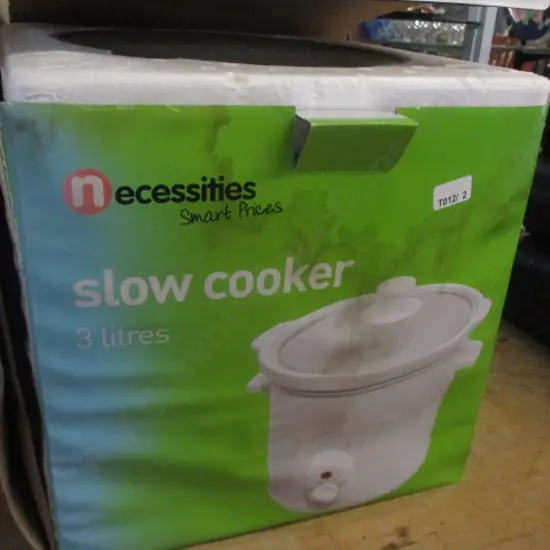 necessities
Smart Prices
T012/ 2
slow cooker
3 litres